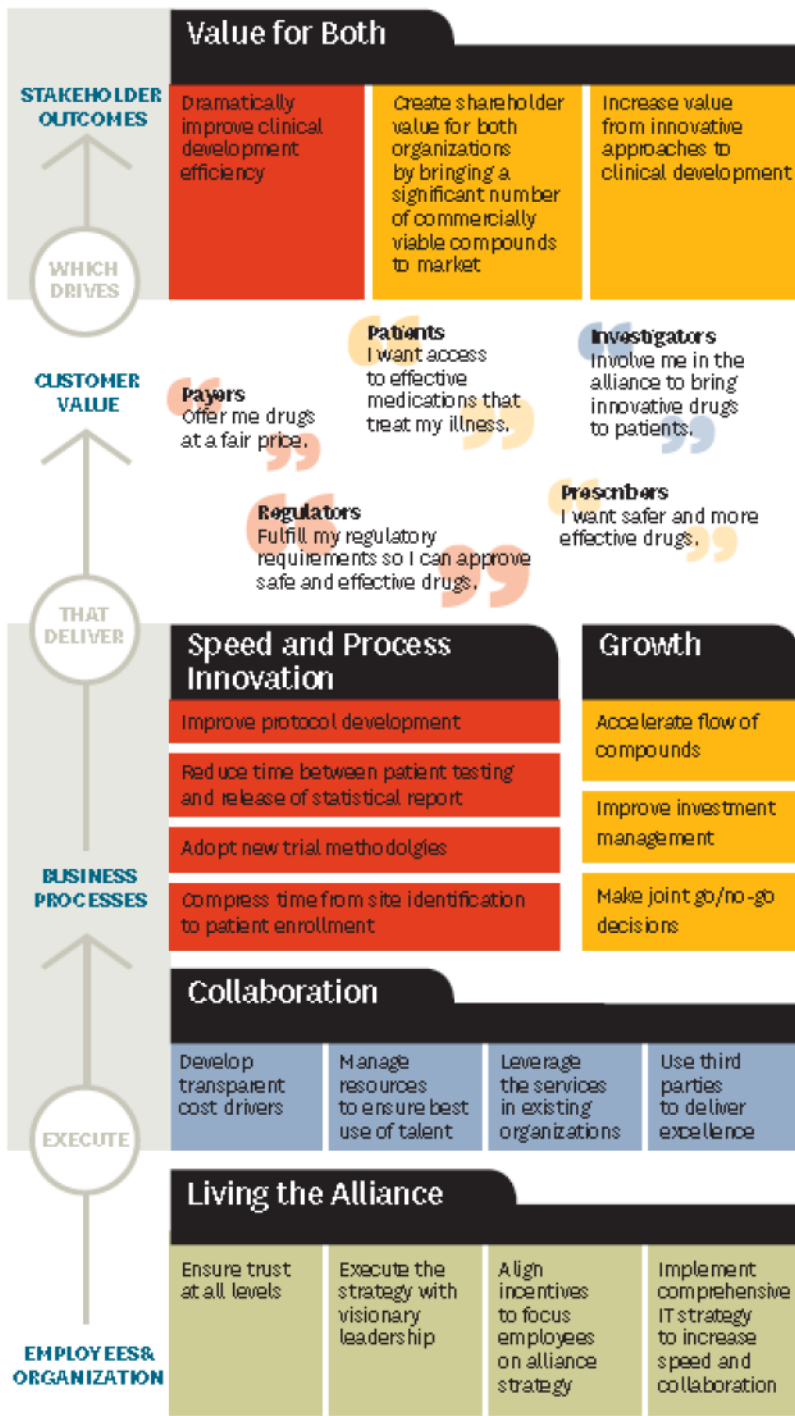 Value for Both
STAKEHOLDER
OUTCOMES
Dramatically
improve clinical
development
efficiency
Create shareholder
value for both
organizations
by bringing a
significant number
of commercially
viable compounds
to market
Increase value
from innovative
approaches to
clinical development
WHICH
DRIVES
CUSTOMER
VALUE
Payers
Offer me drugs
at a fair price.
Patients
I want access
to effective
medications that
treat my illness.
Investigators
Involve me in the
alliance to bring
innovative drugs
to patients.
Regulators
Fulfill my regulatory
requirements so I can approve
safe and effective drugs.
Prescribers
I want safer and more
effective drugs.
THAT
DELIVER
Speed and Process
Innovation
Improve protocol development
Reduce time between patient testing
and release of statistical report
Adopt new trial methodolgies
Compress time from site identification
to patient enrollment
Growth
Accelerate flow of
compounds
Improve investment
management
Make joint go/no-go
decisions
BUSINESS
PROCESSES
Collaboration
Develop
transparent
cost drivers
Manage
resources
to ensure best
use of talent
Leverage
the services
in existing
organizations
Use third
parties
to deliver
excellence
EXECUTE
Living the Alliance
Ensure trust
at all levels
Execute the
strategy with
visionary
leadership
Align
incentives
to focus
employees
on alliance
strategy
Implement
comprehensive
IT strategy
to increase
speed and
collaboration
EMPLOYEES &
ORGANIZATION